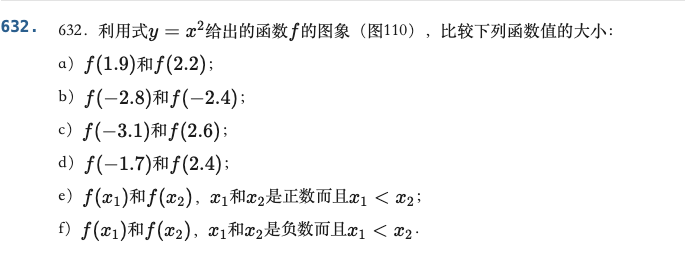 632. 632. 利用式y = x²给出的函数f的图象（图110），比较下列函数值的大小：
a) f(1.9)和f(2.2);
b) f(−2.8)和f(−2.4);
c) f(−3.1)和f(2.6);
d) f(−1.7)和f(2.4);
e) f(x₁)和f(x₂)，x₁和x₂是正数而且x₁ < x₂;
f) f(x₁)和f(x₂)，x₁和x₂是负数而且x₁ < x₂.